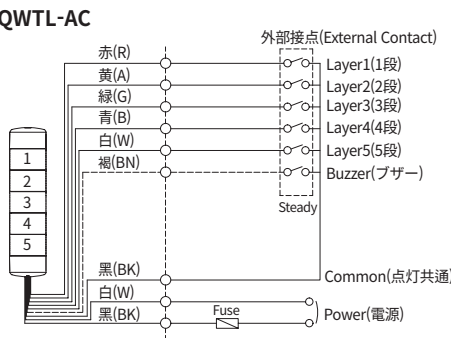 QWTL-AC
外部接点(External Contact)
赤(R)
Layer1(1段)
黄(A)
Layer2(2段)
緑(G)
Layer3(3段)
青(B)
Layer4(4段)
白(W)
Layer5(5段)
褐(BN)
Buzzer(ブザー)
1
2
3
4
5
Steady
黒(BK)
Common(点灯共通)
白(W)
黒(BK)
Fuse
Power(電源)